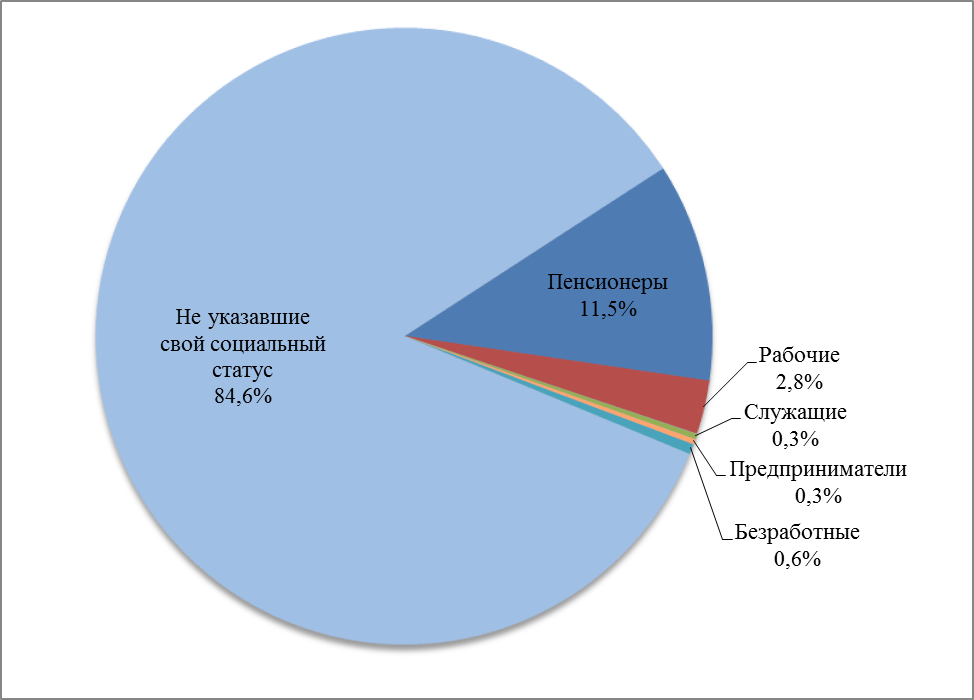 Не указавшие
свой социальный
статус
84,6%
Пенсионеры
11,5%
Рабочие
2,8%
Служащие
0,3%
Предприниматели
0,3%
Безработные
0,6%